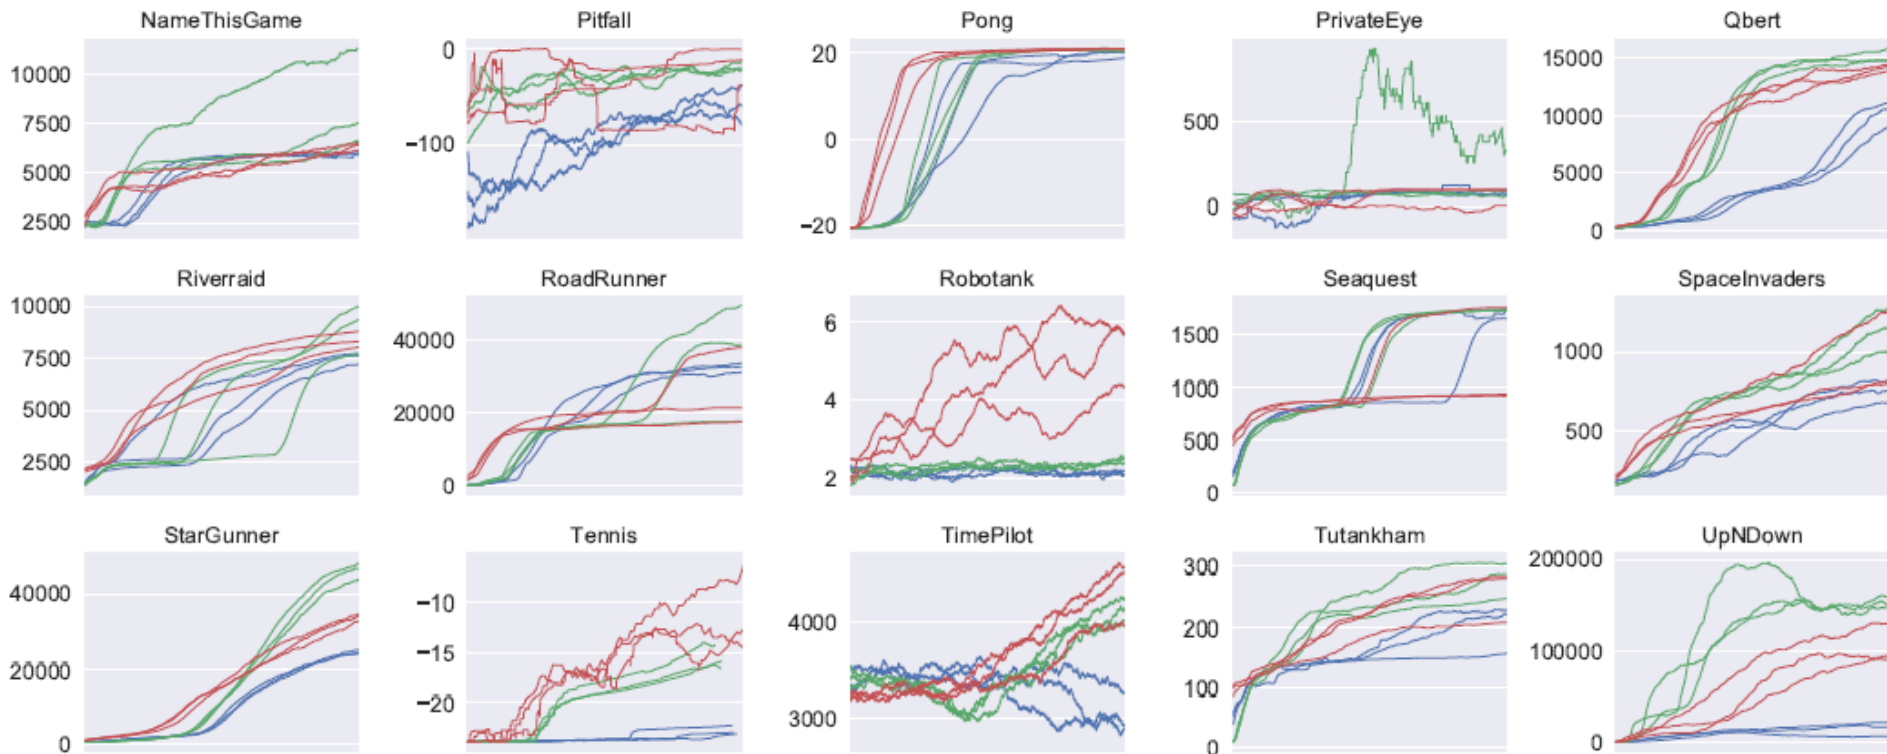 NameThisGame Pitfall Pong PrivateEye Qbert
10000 7500 5000 2500
0 −100
20 0 −20
500 0
15000 10000 5000 0
Riverraid RoadRunner Robotank Seaquest SpaceInvaders
10000 7500 5000 2500
40000 20000 0
6 4 2
1500 1000 500 0
1000 500
StarGunner Tennis TimePilot Tutankham UpNDown
40000 20000 0
−10 −15 −20
4000 3000
300 200 100 0
200000 100000 0